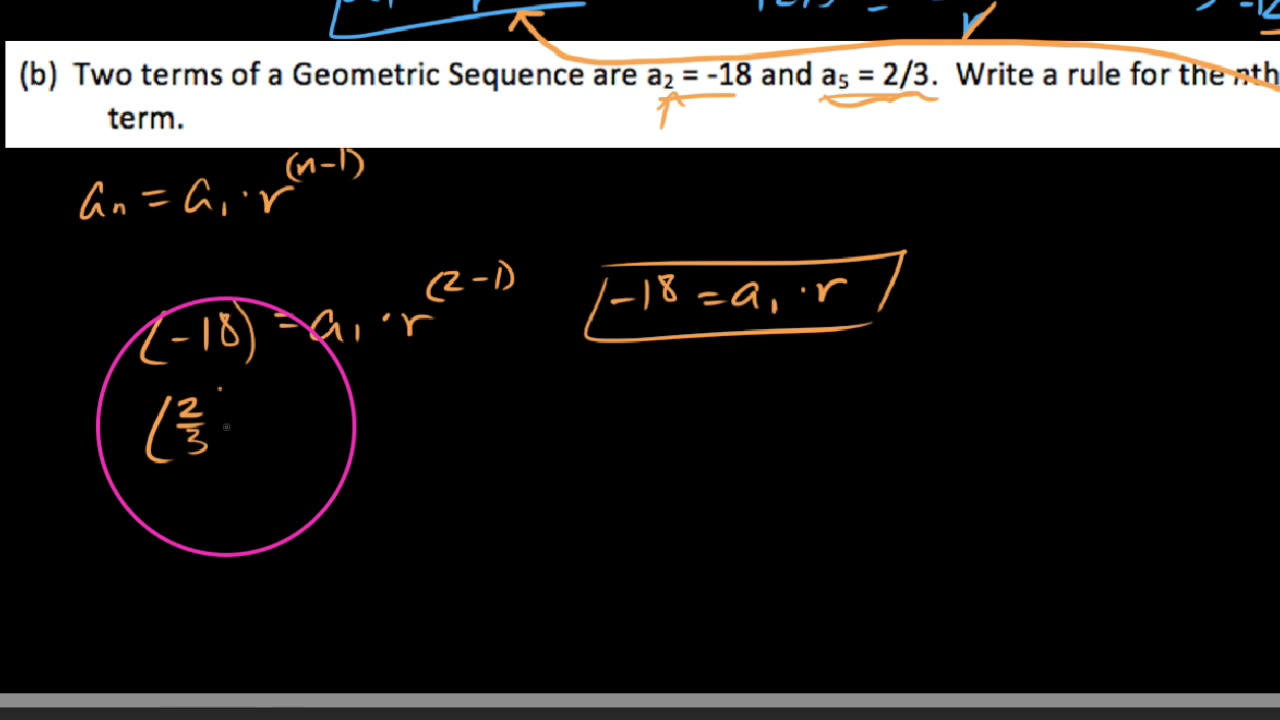 (b) Two terms of a Geometric Sequence are a₂ = -18 and a₅ = 2/3. Write a rule for the nth
term.
aₙ = a₁ · r^(n-1)
(-18) = a₁ · r^(2-1)
-18 = a₁ · r
(2/3